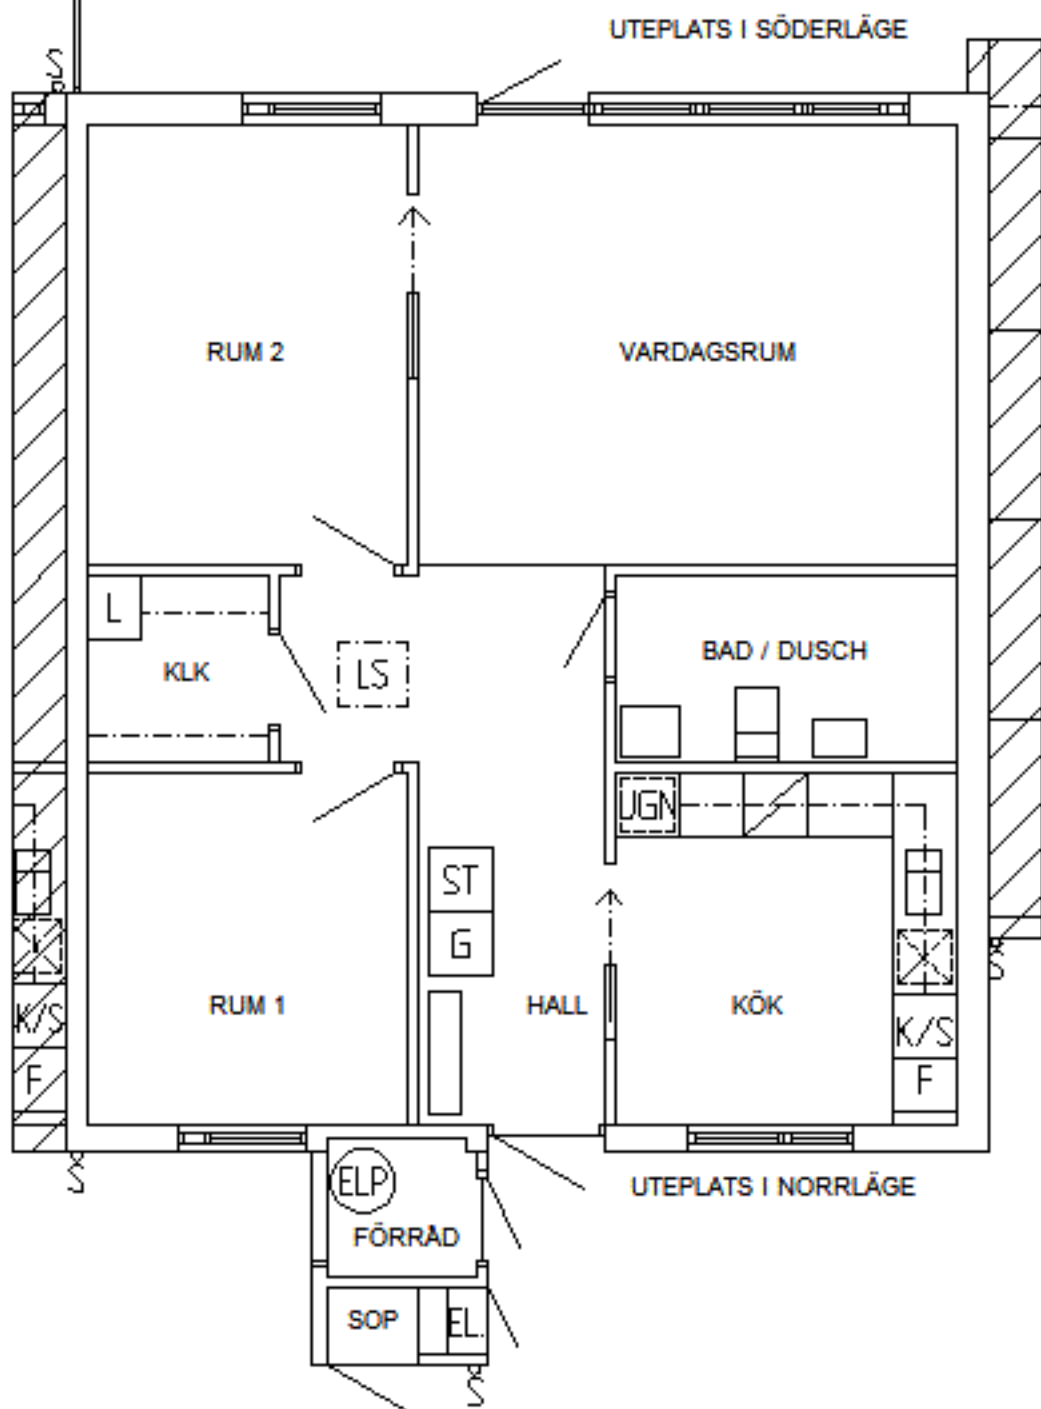 UTEPLATS I SÖDERLÄGE
RUM 2
VARDAGSRUM
L
KLK
LS
BAD / DUSCH
UGN
ST
G
RUM 1
HALL
KÖK
K/S
F
K/S
F
UTEPLATS I NORRLÄGE
ELP
FÖRRÅD
SOP
EL.